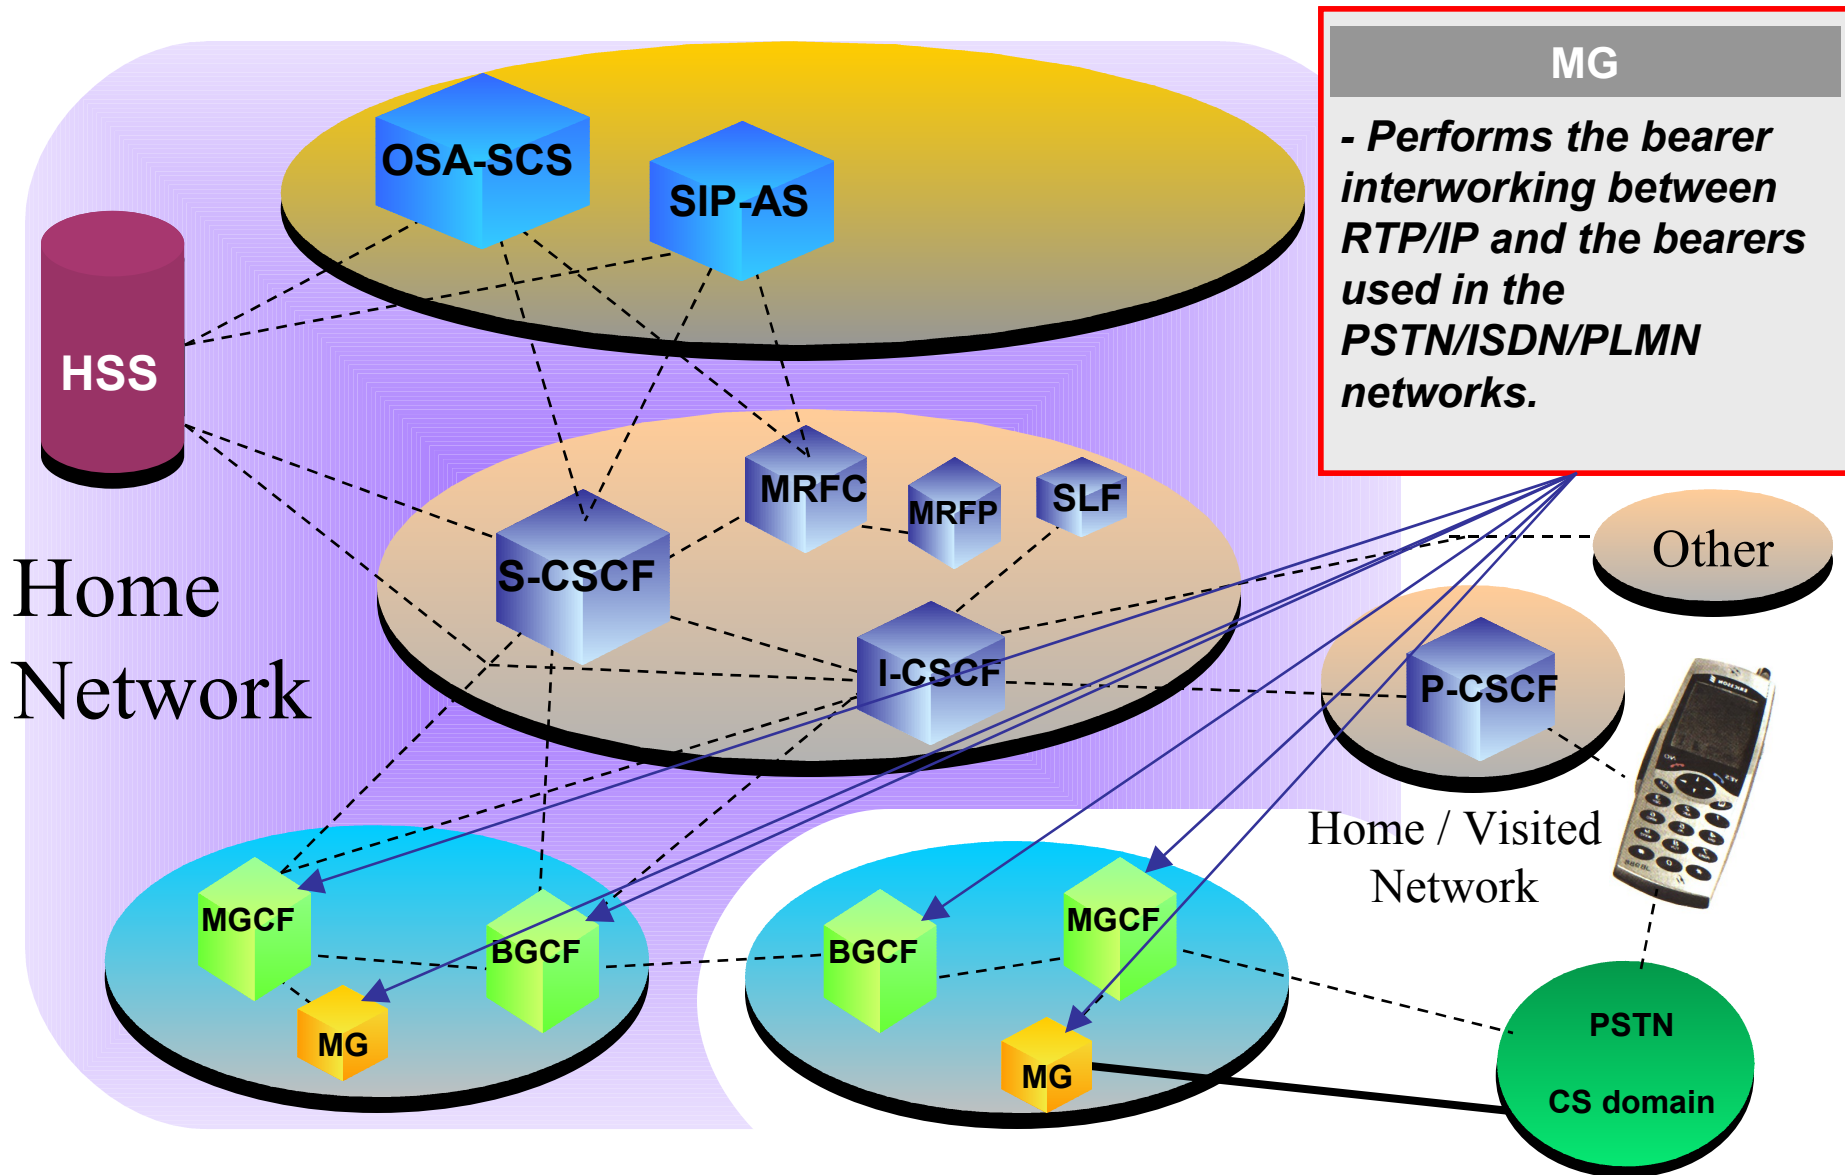 MG
- Performs the bearer
interworking between
RTP/IP and the bearers
used in the
PSTN/ISDN/PLMN
networks.
OSA-SCS
SIP-AS
HSS
MRFC
MRFP
SLF
S-CSCF
I-CSCF
Other
P-CSCF
Home
Network
Home / Visited
Network
MGCF
BGCF
MG
BGCF
MGCF
MG
PSTN
CS domain